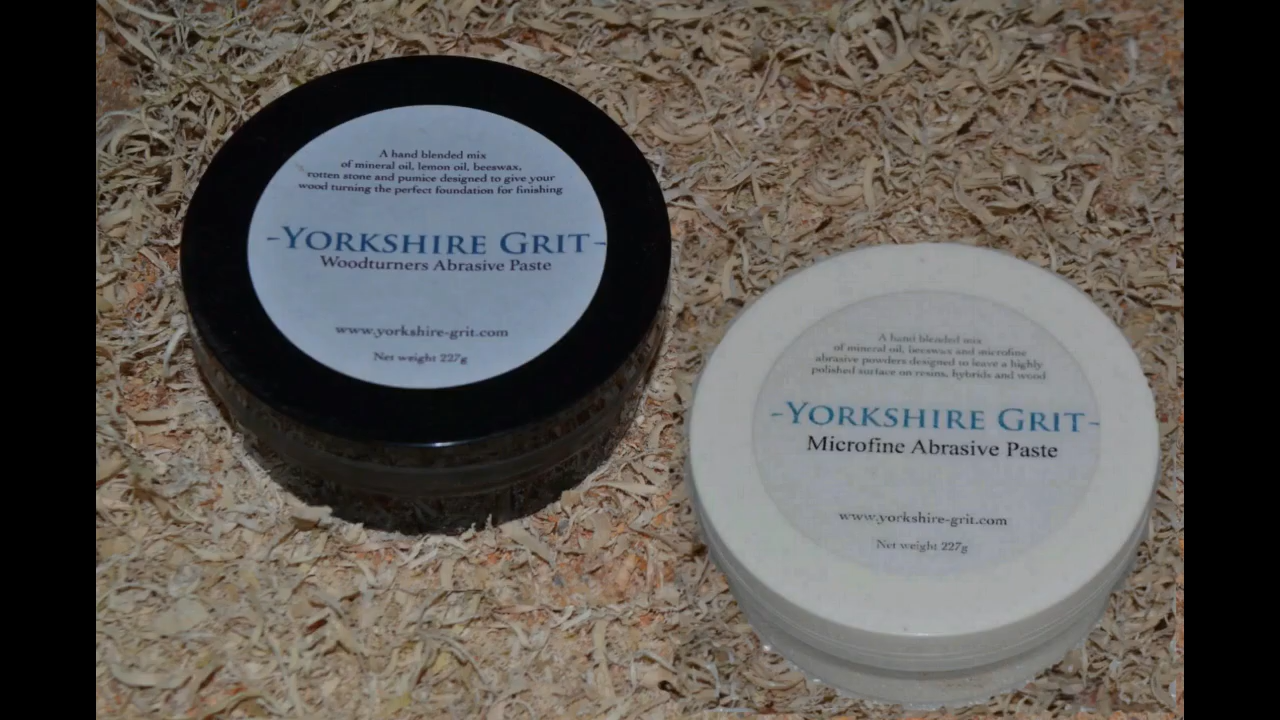 A hand blended mix
of mineral oil, lemon oil, beeswax,
rotten stone and pumice designed to give your
wood turning the perfect foundation for finishing
-YORKSHIRE GRIT-
Woodturners Abrasive Paste
www.yorkshire-grit.com
Net weight 227g
A hand blended mix
of mineral oil, beeswax and microfine
abrasive powders designed to leave a highly
polished surface on resins, hybrids and wood
-YORKSHIRE GRIT-
Microfine Abrasive Paste
www.yorkshire-grit.com
Net weight 227g